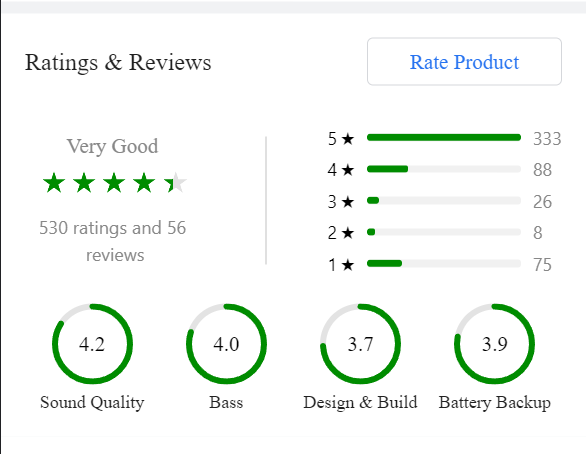 Ratings & Reviews
Rate Product
Very Good
530 ratings and 56
reviews
5 ★ 333
4 ★ 88
3 ★ 26
2 ★ 8
1 ★ 75
4.2
Sound Quality
4.0
Bass
3.7
Design & Build
3.9
Battery Backup